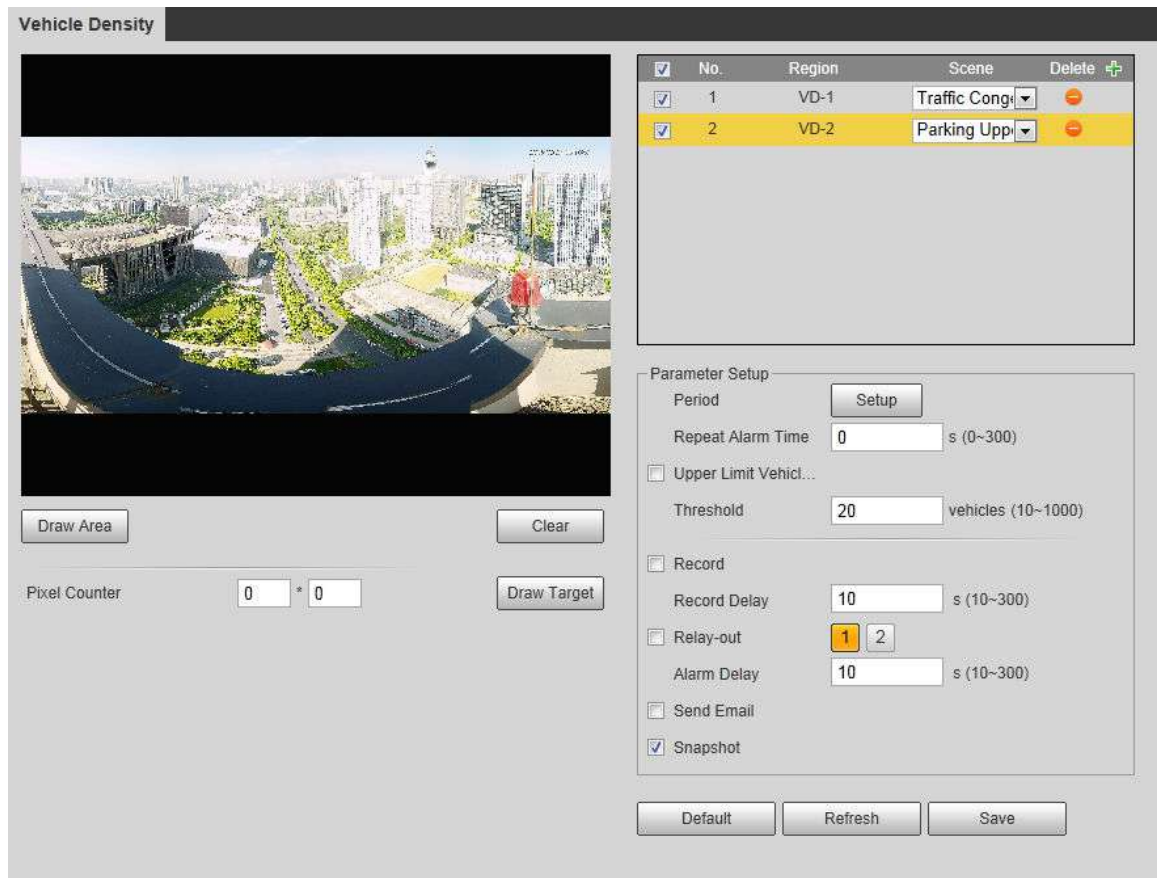 Vehicle Density
No. Region Scene Delete
1 VD-1 Traffic Cong
2 VD-2 Parking Upp
Draw Area Clear
Pixel Counter 0 * 0 Draw Target
Parameter Setup
Period Setup
Repeat Alarm Time 0 s (0~300)
Upper Limit Vehicl...
Threshold 20 vehicles (10~1000)
Record
Record Delay 10 s (10~300)
Relay-out 1 2
Alarm Delay 10 s (10~300)
Send Email
Snapshot
Default Refresh Save